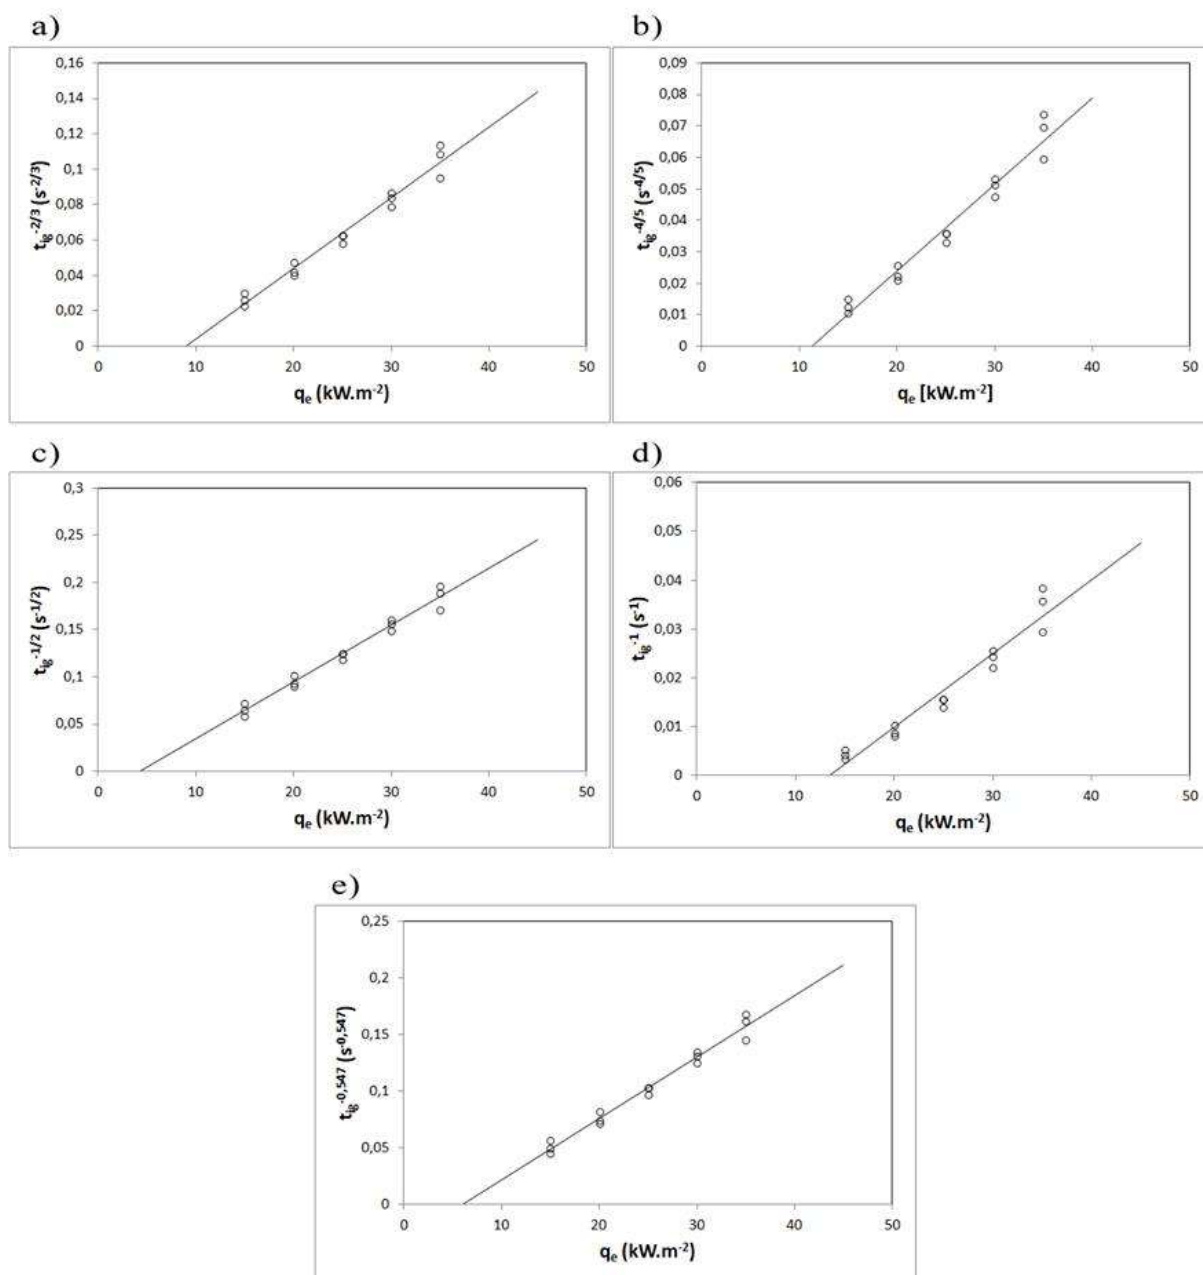 a)
0,16
0,14
0,12
0,1
0,08
0,06
0,04
0,02
0
t_ig^-2/3 (s^-2/3)
0 10 20 30 40 50
q_e (kW.m^-2)
b)
0,09
0,08
0,07
0,06
0,05
0,04
0,03
0,02
0,01
0
t_ig^-4/5 (s^-4/5)
0 10 20 30 40 50
q_e [kW.m^-2]
c)
0,3
0,25
0,2
0,15
0,1
0,05
0
t_ig^-1/2 (s^-1/2)
0 10 20 30 40 50
q_e (kW.m^-2)
d)
0,06
0,05
0,04
0,03
0,02
0,01
0
t_ig^-1 (s^-1)
0 10 20 30 40 50
q_e (kW.m^-2)
e)
0,25
0,2
0,15
0,1
0,05
0
t_ig^-0,547 (s^-0,547)
0 10 20 30 40 50
q_e (kW.m^-2)